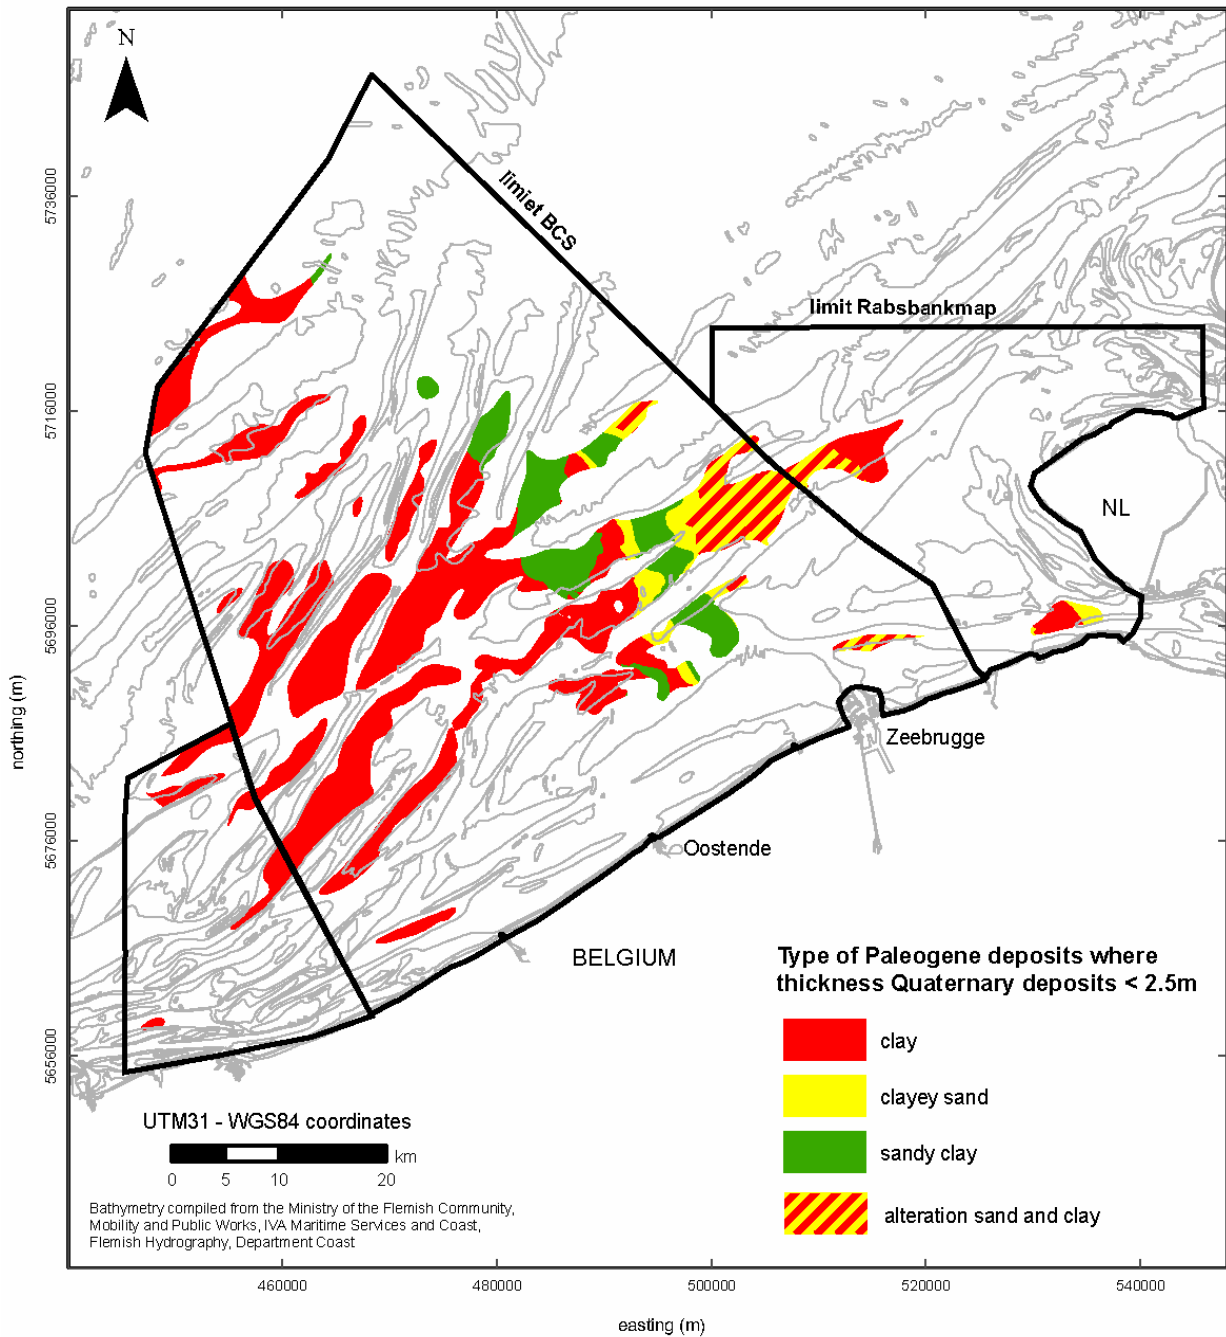 N
limiet BCS
limit Rabsbankmap
NL
Zeebrugge
Oostende
BELGIUM
northing (m)
5736000
5716000
5696000
5676000
5656000
Type of Paleogene deposits where
thickness Quaternary deposits < 2.5m
clay
clayey sand
sandy clay
alteration sand and clay
UTM31 - WGS84 coordinates
km
0 5 10 20
Bathymetry compiled from the Ministry of the Flemish Community,
Mobility and Public Works, IVA Maritime Services and Coast,
Flemish Hydrography, Department Coast
460000 480000 500000 520000 540000
easting (m)